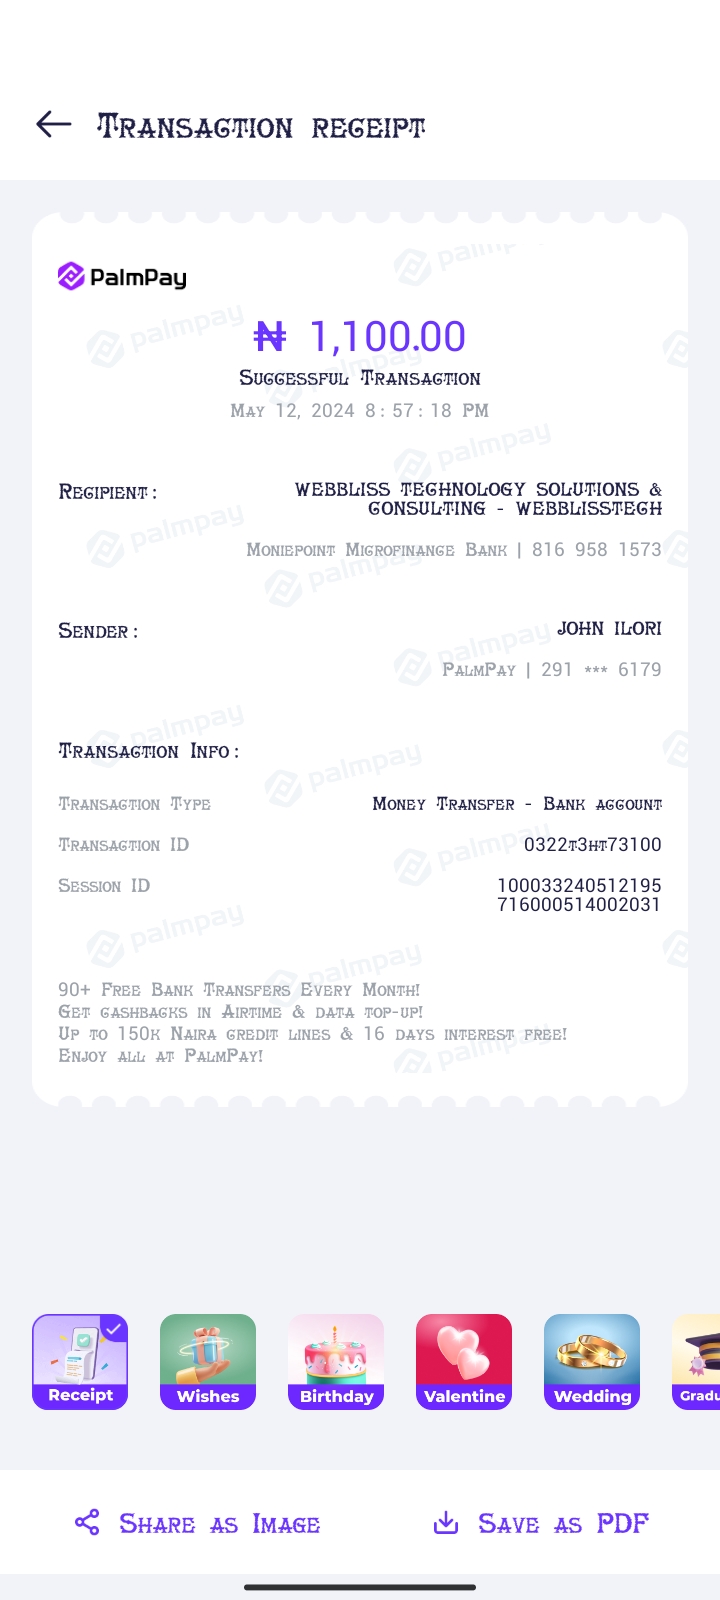 Transaction receipt
PalmPay
₦ 1,100.00
Successful Transaction
May 12, 2024 8:57:18 PM
Recipient:
WEBBLISS TECHNOLOGY SOLUTIONS &
CONSULTING - WEBBLISSTECH
Moniepoint Microfinance Bank | 816 958 1573
Sender:
JOHN ILORI
PalmPay | 291 *** 6179
Transaction Info:
Transaction Type
Money Transfer - Bank account
Transaction ID
0322t3ht73100
Session ID
100033240512195
716000514002031
90+ Free Bank Transfers Every Month!
Get cashbacks in Airtime & data top-up!
Up to 150k Naira credit lines & 16 days interest free!
Enjoy all at PalmPay!
Receipt
Wishes
Birthday
Valentine
Wedding
Gradu
Share as Image
Save as PDF